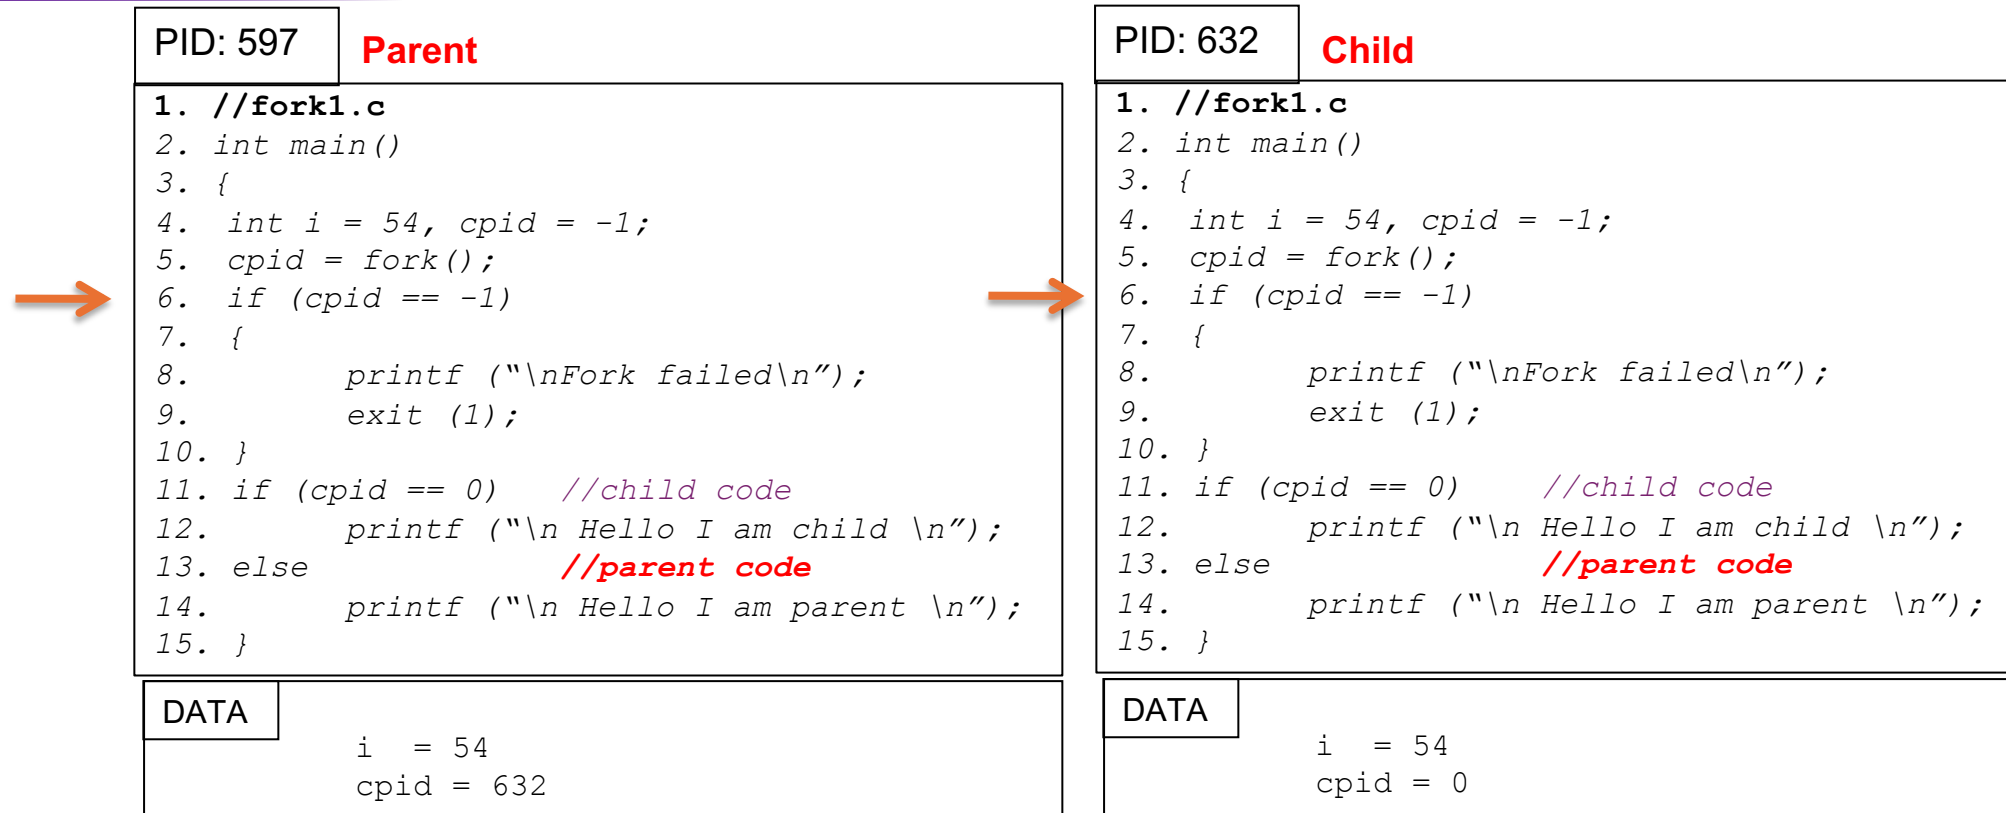 PID: 597
Parent
1. //fork1.c
2. int main()
3. {
4. int i = 54, cpid = -1;
5. cpid = fork();
6. if (cpid == -1)
7. {
8. printf (“\nFork failed\n”);
9. exit (1);
10. }
11. if (cpid == 0) //child code
12. printf (“\n Hello I am child \n”);
13. else //parent code
14. printf (“\n Hello I am parent \n”);
15. }
DATA
i = 54
cpid = 632
PID: 632
Child
1. //fork1.c
2. int main()
3. {
4. int i = 54, cpid = -1;
5. cpid = fork();
6. if (cpid == -1)
7. {
8. printf (“\nFork failed\n”);
9. exit (1);
10. }
11. if (cpid == 0) //child code
12. printf (“\n Hello I am child \n”);
13. else //parent code
14. printf (“\n Hello I am parent \n”);
15. }
DATA
i = 54
cpid = 0